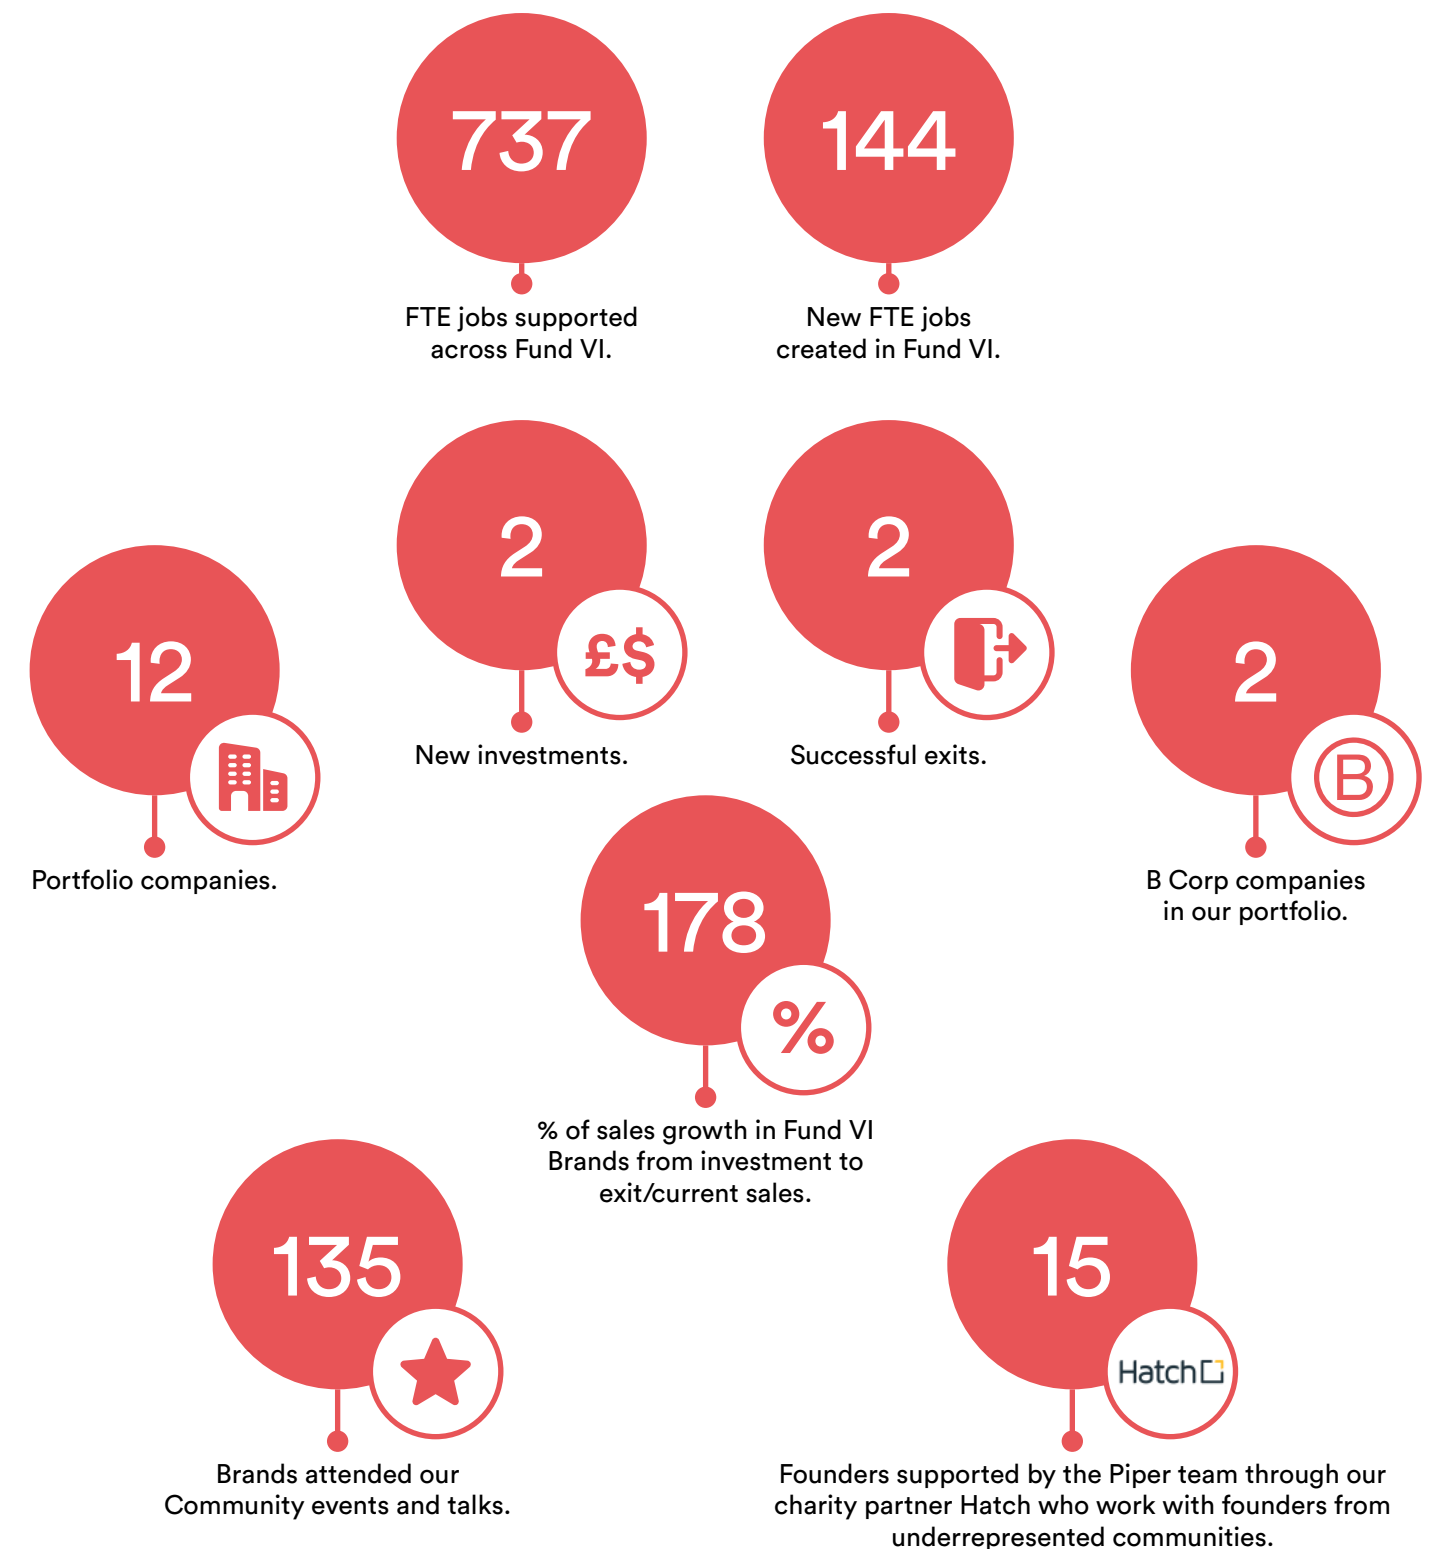 737
FTE jobs supported
across Fund VI.
144
New FTE jobs
created in Fund VI.
12
Portfolio companies.
2
£$
New investments.
2
Successful exits.
2
B
B Corp companies
in our portfolio.
178
%
% of sales growth in Fund VI
Brands from investment to
exit/current sales.
135
Brands attended our
Community events and talks.
15
Hatch
Founders supported by the Piper team through our
charity partner Hatch who work with founders from
underrepresented communities.